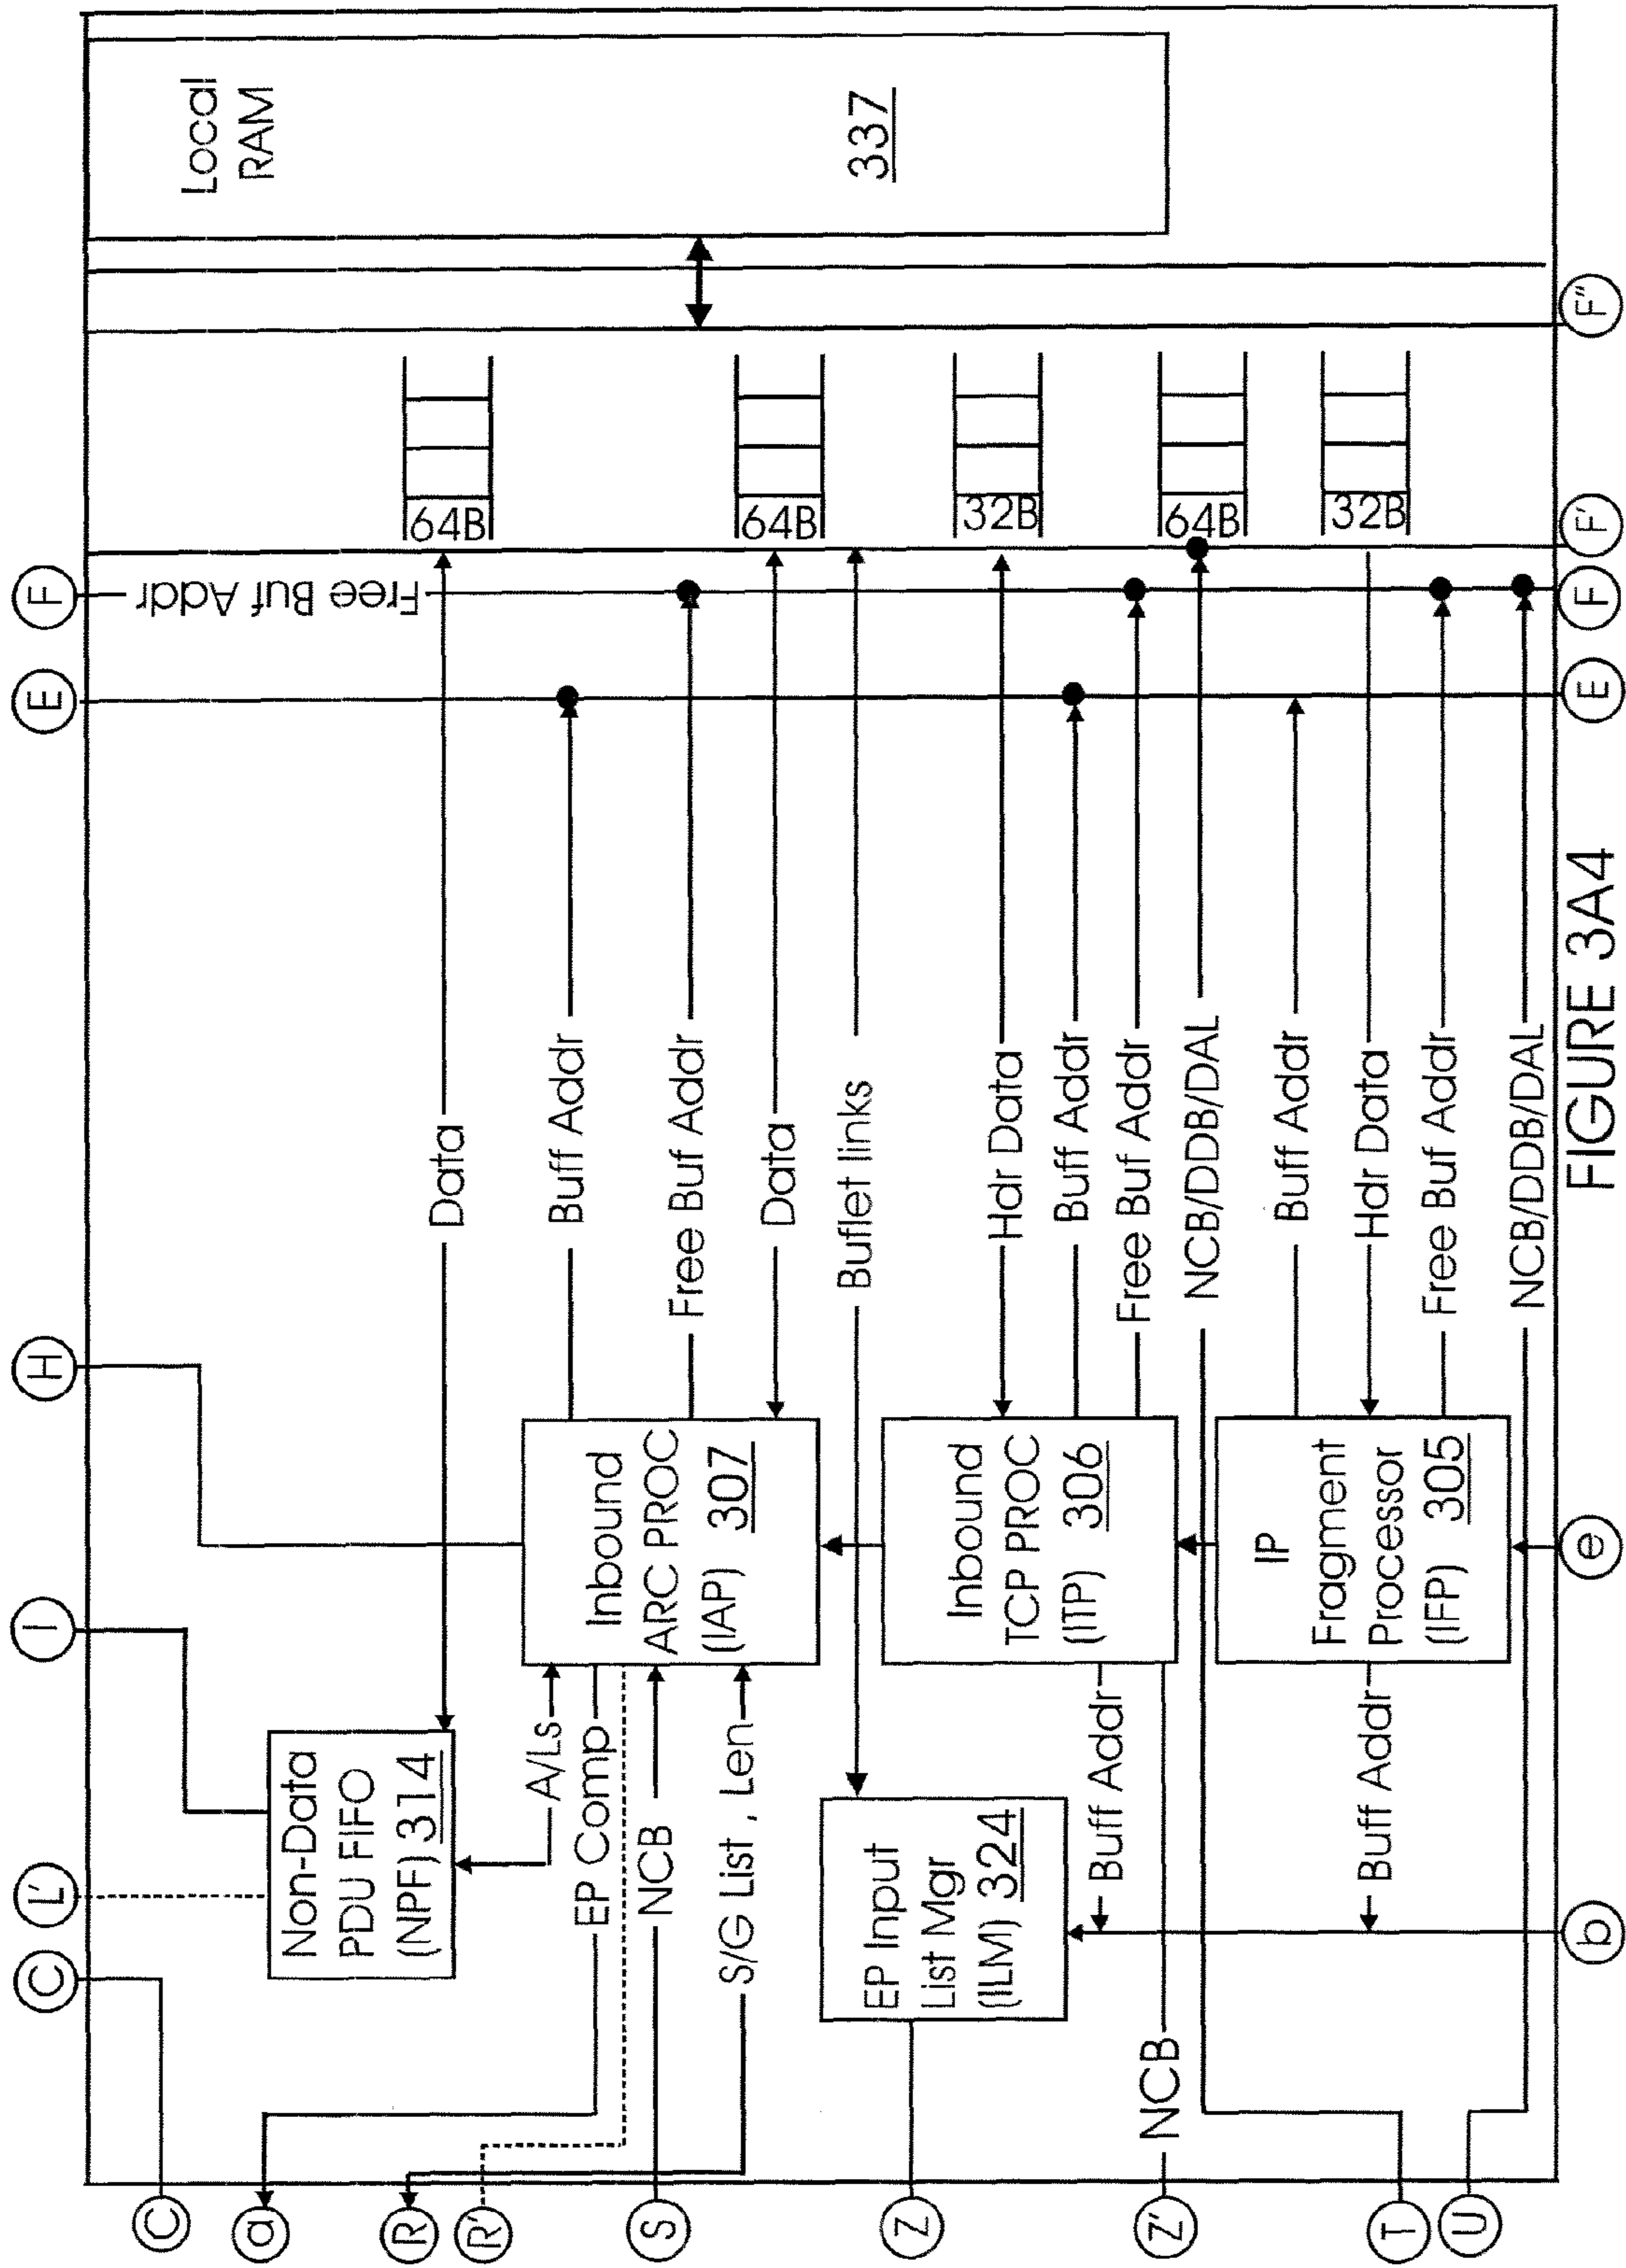 Local
RAM
337
F
E
H
I
L'
C
Free Buf Addr
64B
64B
32B
64B
32B
F"
F'
F
E
e
b
Data
Buff Addr
Free Buf Addr
Data
Buflet links
Hdr Data
Buff Addr
Free Buf Addr
NCB/DDB/DAL
Buff Addr
Hdr Data
Free Buf Addr
NCB/DDB/DAL
Inbound
ARC PROC
(IAP) 307
Inbound
TCP PROC
(ITP) 306
IP
Fragment
Processor
(IFP) 305
Non-Data
PDU FIFO
(NPF) 314
A/Ls
EP Comp
NCB
S/G List , Len
EP Input
List Mgr
(ILM) 324
Buff Addr
Buff Addr
NCB
C
a
R
R'
S
Z
Z'
T
U
FIGURE 3A4